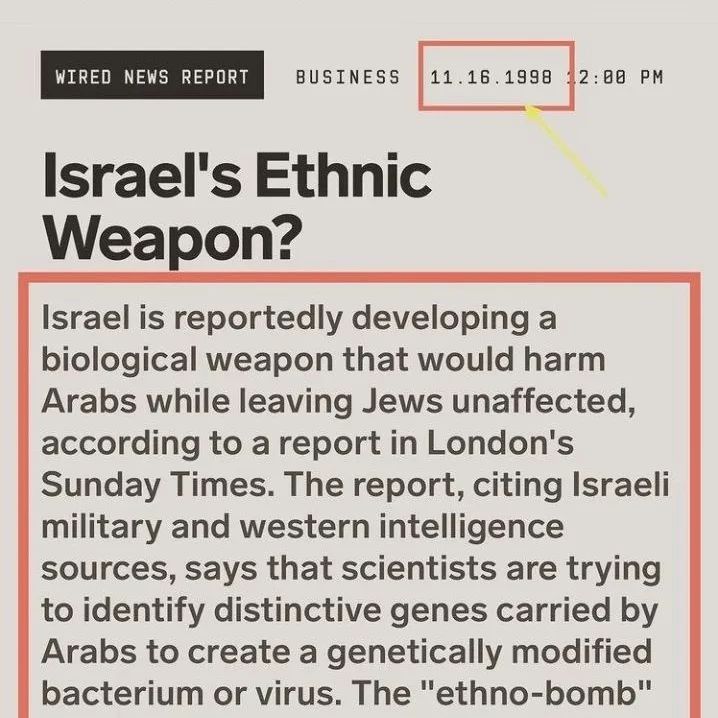 WIRED NEWS REPORT BUSINESS 11.16.1998 12:00 PM
Israel's Ethnic
Weapon?
Israel is reportedly developing a
biological weapon that would harm
Arabs while leaving Jews unaffected,
according to a report in London's
Sunday Times. The report, citing Israeli
military and western intelligence
sources, says that scientists are trying
to identify distinctive genes carried by
Arabs to create a genetically modified
bacterium or virus. The "ethno-bomb"